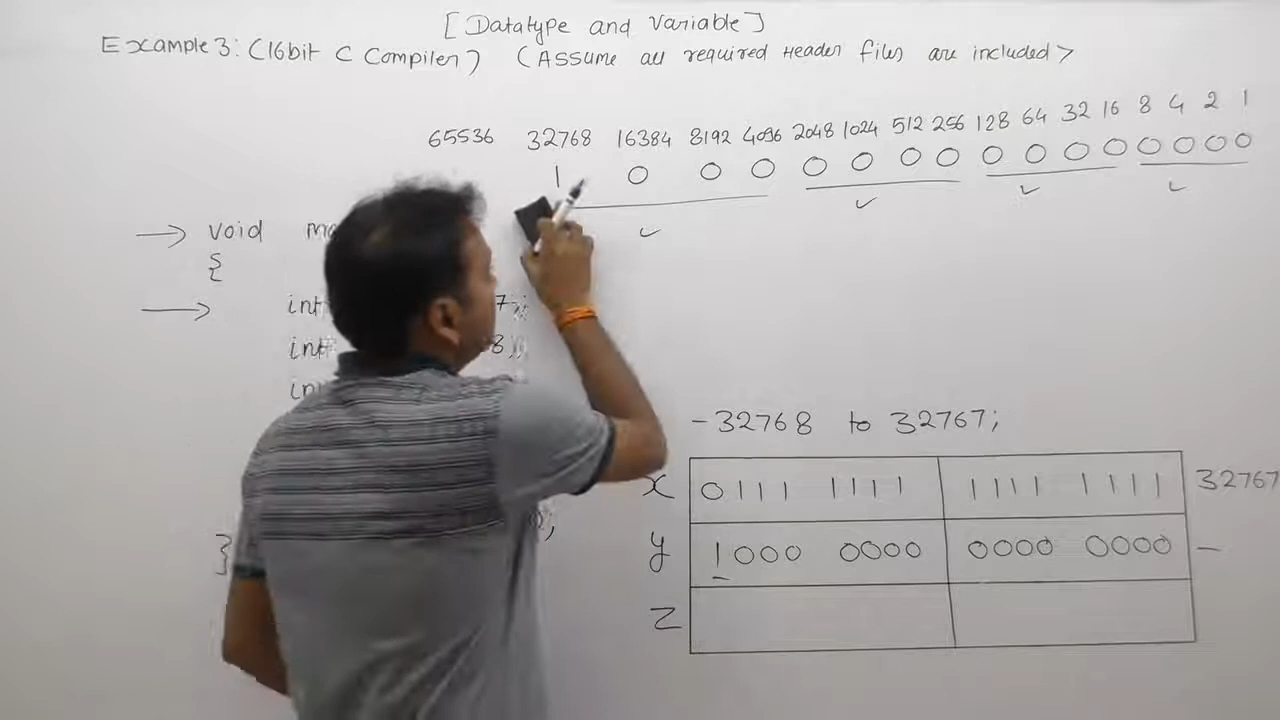 [Datatype and Variable]
Example 3: (16bit C Compiler) (Assume all required Header files are included>
65536 32768 16384 8192 4096 2048 1024 512 256 128 64 32 16 8 4 2 1
1 0 0 0 0 0 0 0 0 0 0 0 0 0 0 0
void
{
int 7;
int 8;
-32768 to 32767;
x 0111 1111 1111 1111 32767
y 1000 0000 0000 0000 —
z
}